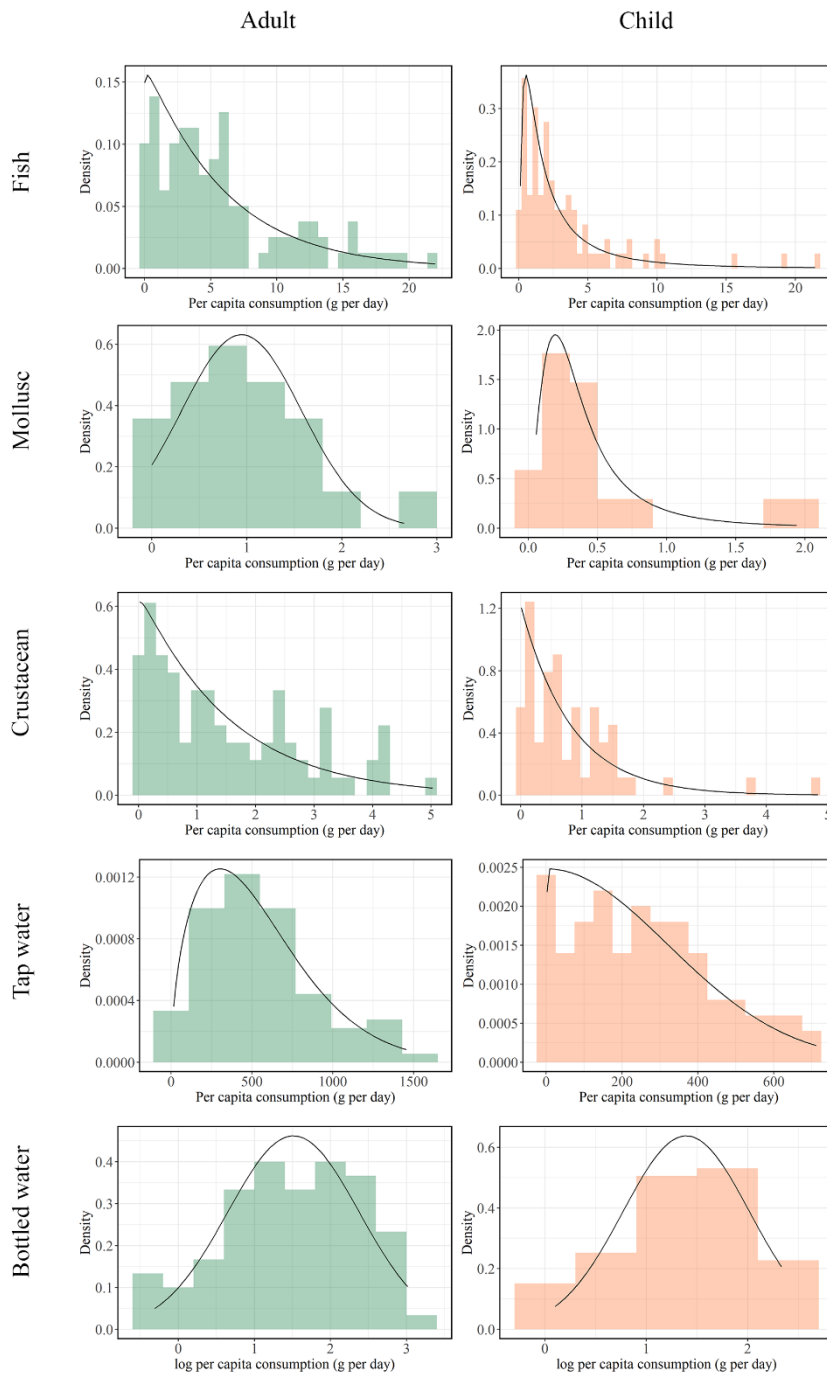 Adult
Child
Fish
Density
0.15
0.10
0.05
0.00
0 5 10 15 20
Per capita consumption (g per day)
Density
0.3
0.2
0.1
0.0
0 5 10 15 20
Per capita consumption (g per day)
Mollusc
Density
0.6
0.4
0.2
0.0
0 1 2 3
Per capita consumption (g per day)
Density
2.0
1.5
1.0
0.5
0.0
0.0 0.5 1.0 1.5 2.0
Per capita consumption (g per day)
Crustacean
Density
0.6
0.4
0.2
0.0
0 1 2 3 4 5
Per capita consumption (g per day)
Density
1.2
0.8
0.4
0.0
0 1 2 3 4 5
Per capita consumption (g per day)
Tap water
Density
0.0012
0.0008
0.0004
0.0000
0 500 1000 1500
Per capita consumption (g per day)
Density
0.0025
0.0020
0.0015
0.0010
0.0005
0.0000
0 200 400 600
Per capita consumption (g per day)
Bottled water
Density
0.4
0.3
0.2
0.1
0.0
0 1 2 3
log per capita consumption (g per day)
Density
0.6
0.4
0.2
0.0
0 1 2
log per capita consumption (g per day)